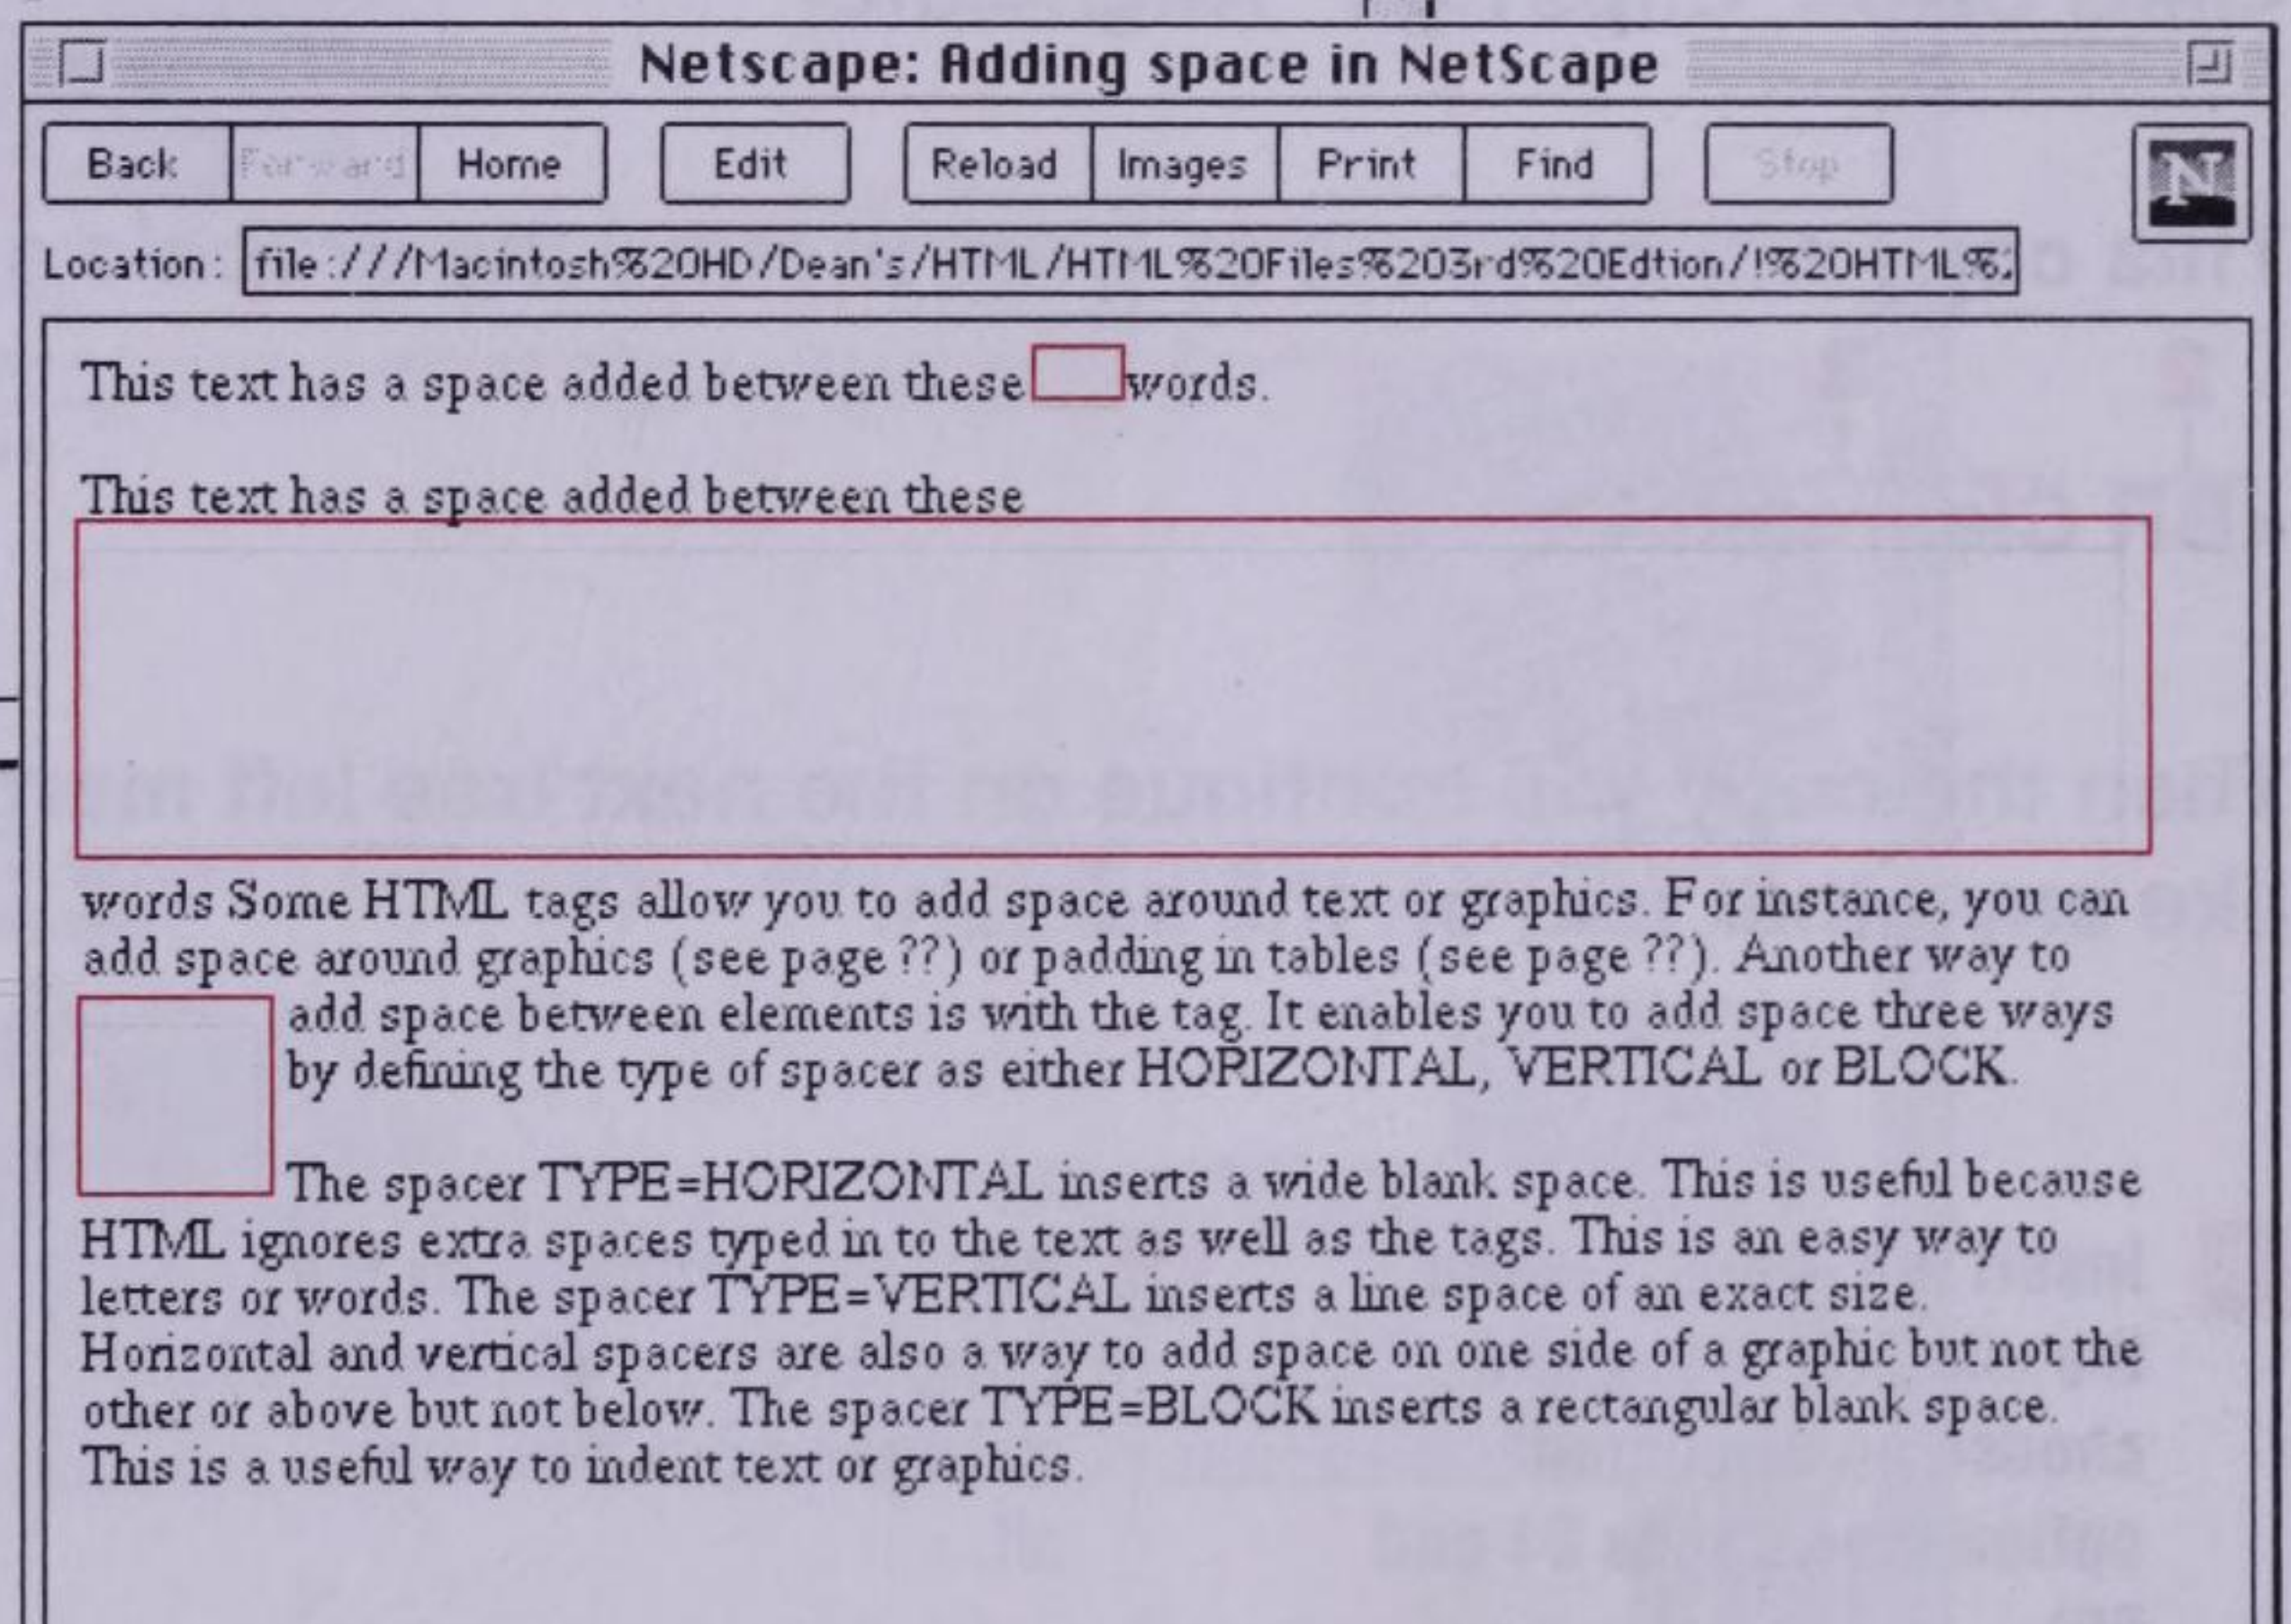 Netscape: Adding space in NetScape
Back Forward Home Edit Reload Images Print Find Stop
N
Location: file:///Macintosh%20HD/Dean's/HTML/HTML%20Files%203rd%20Edtion/!%20HTML%2
This text has a space added between these words.
This text has a space added between these
words Some HTML tags allow you to add space around text or graphics. For instance, you can
add space around graphics (see page ??) or padding in tables (see page ??). Another way to
add space between elements is with the tag. It enables you to add space three ways
by defining the type of spacer as either HORIZONTAL, VERTICAL or BLOCK.
The spacer TYPE=HORIZONTAL inserts a wide blank space. This is useful because
HTML ignores extra spaces typed in to the text as well as the tags. This is an easy way to
letters or words. The spacer TYPE=VERTICAL inserts a line space of an exact size.
Horizontal and vertical spacers are also a way to add space on one side of a graphic but not the
other or above but not below. The spacer TYPE=BLOCK inserts a rectangular blank space.
This is a useful way to indent text or graphics.